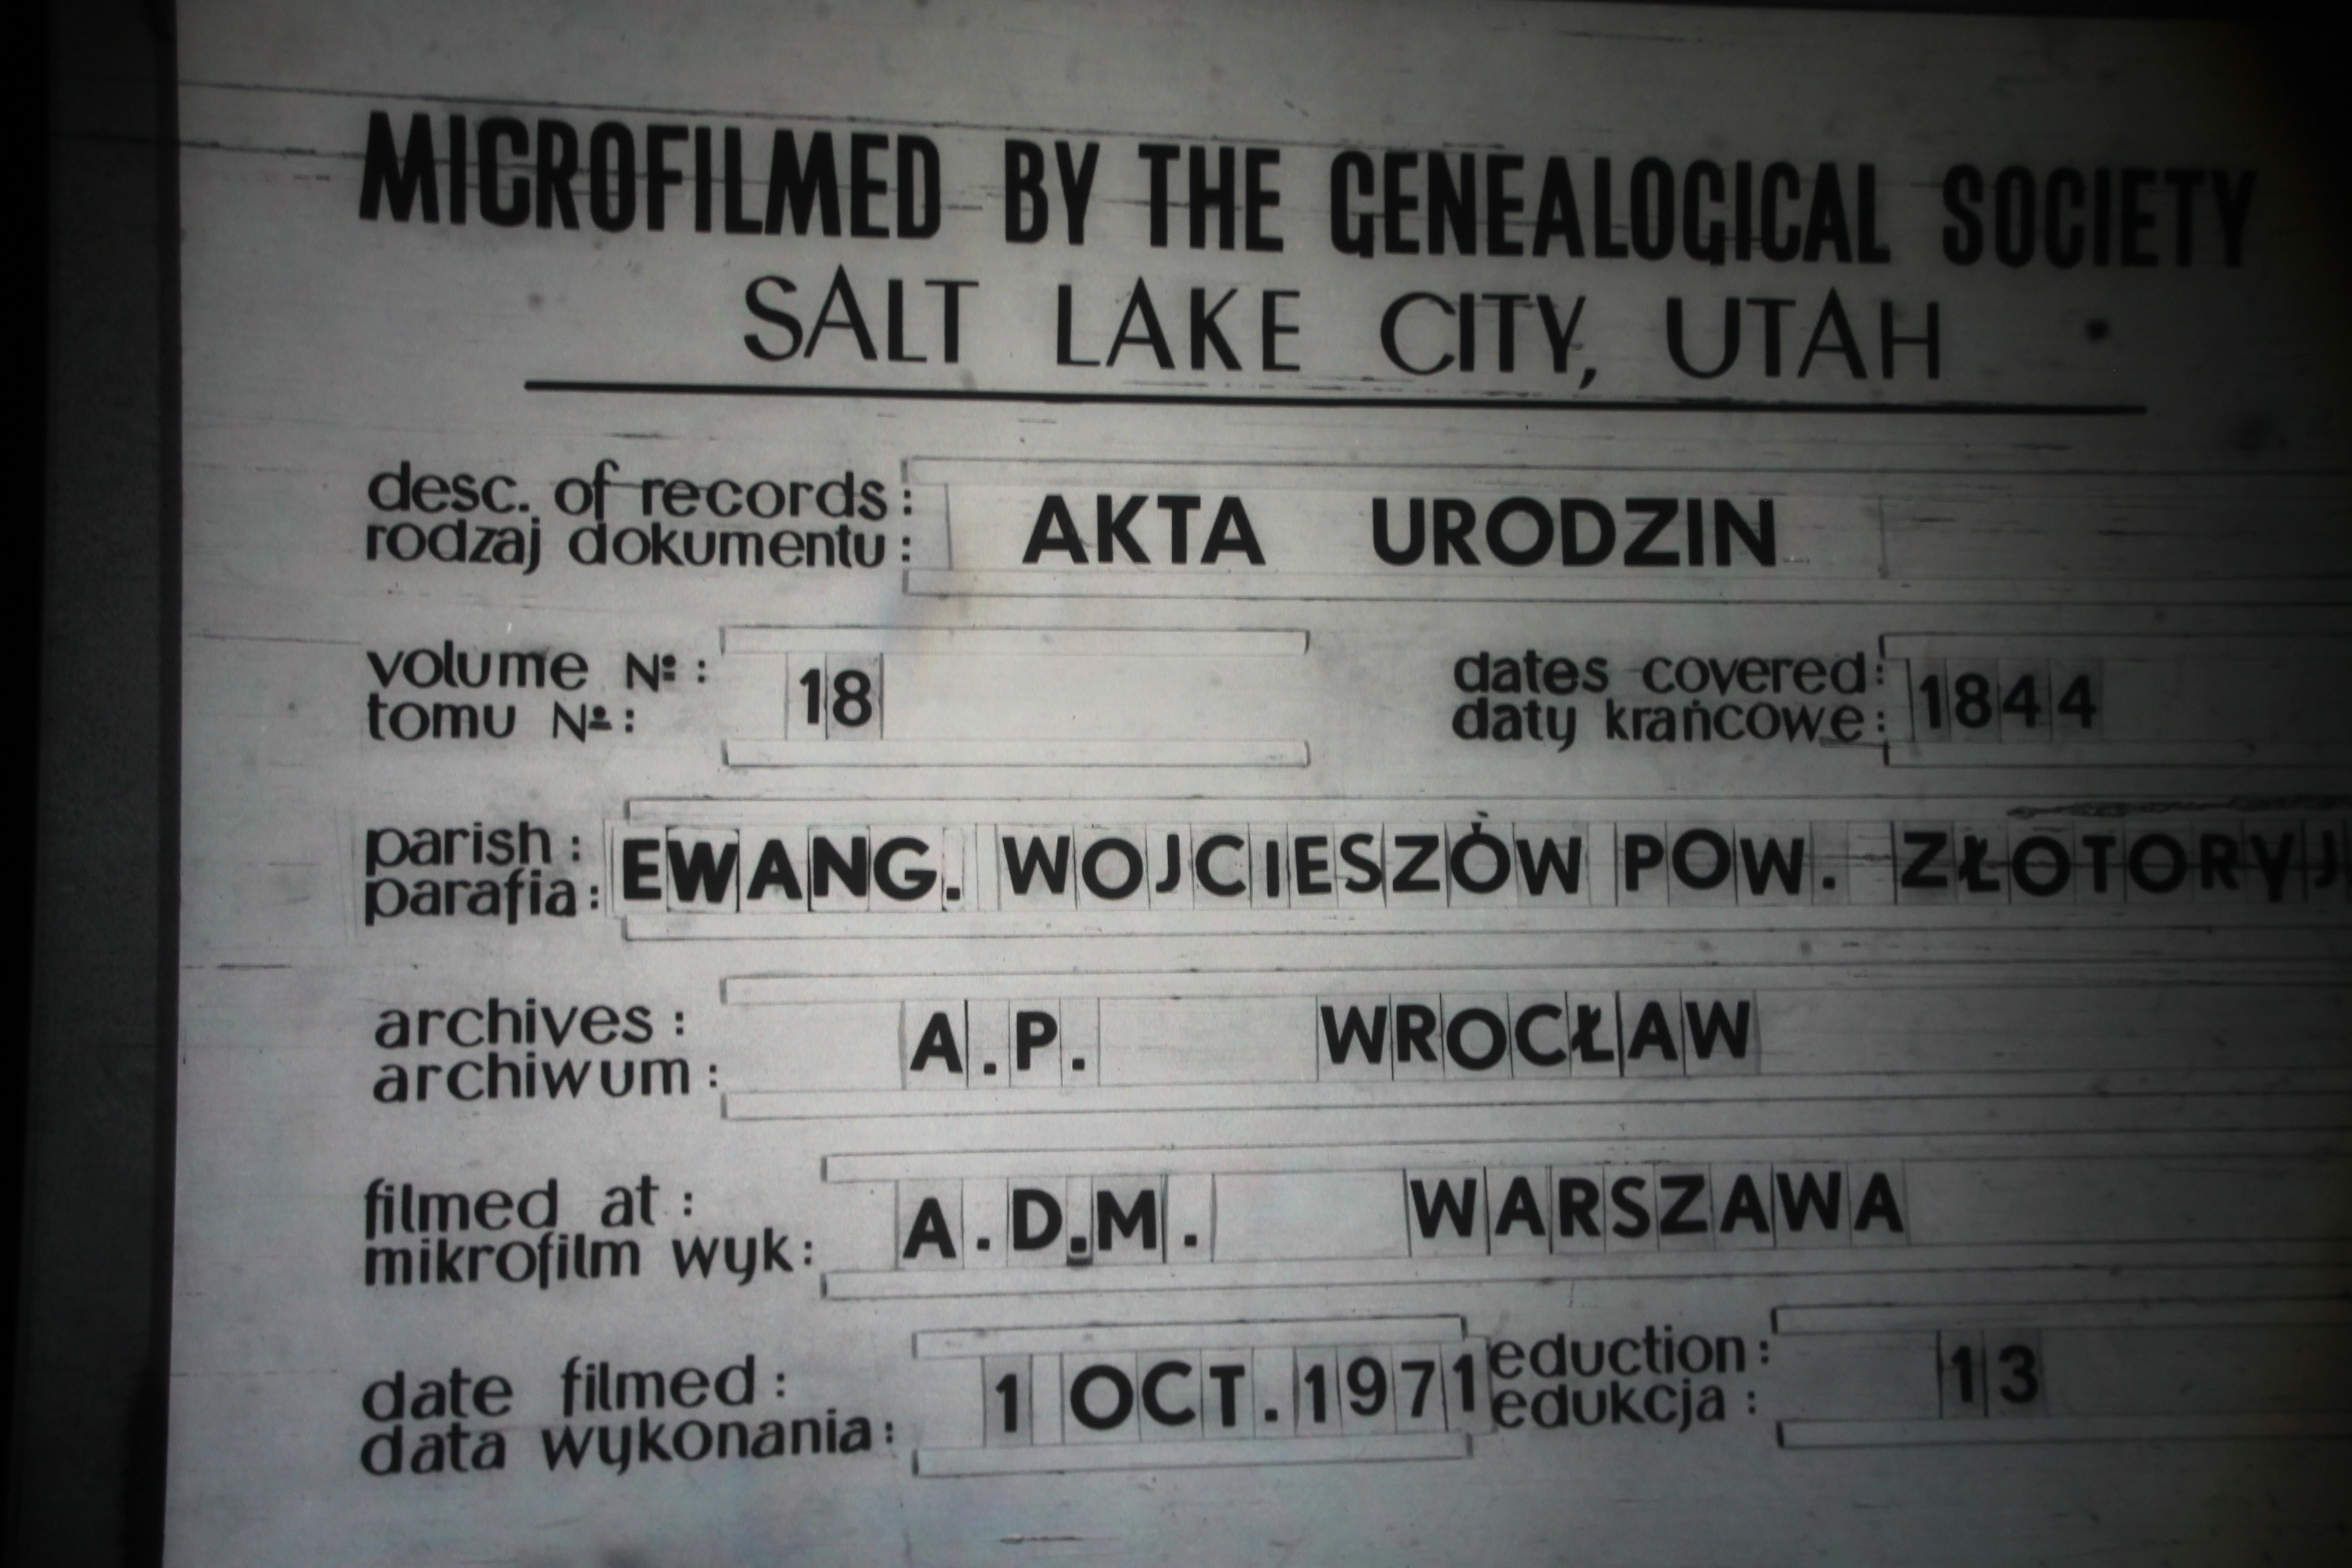 MICROFILMED BY THE GENEALOGICAL SOCIETY
SALT LAKE CITY, UTAH
desc. of records:
rodzaj dokumentu: AKTA URODZIN
volume №:
tomu №: 18
dates covered:
daty krańcowe: 1844
parish:
parafia: EWANG. WOJCIESZÓW POW. ZŁOTORYJ
archives:
archiwum: A.P. WROCŁAW
filmed at:
mikrofilm wyk: A.D.M. WARSZAWA
date filmed:
data wykonania: 1 OCT. 1971
eduction:
edukcja: 13